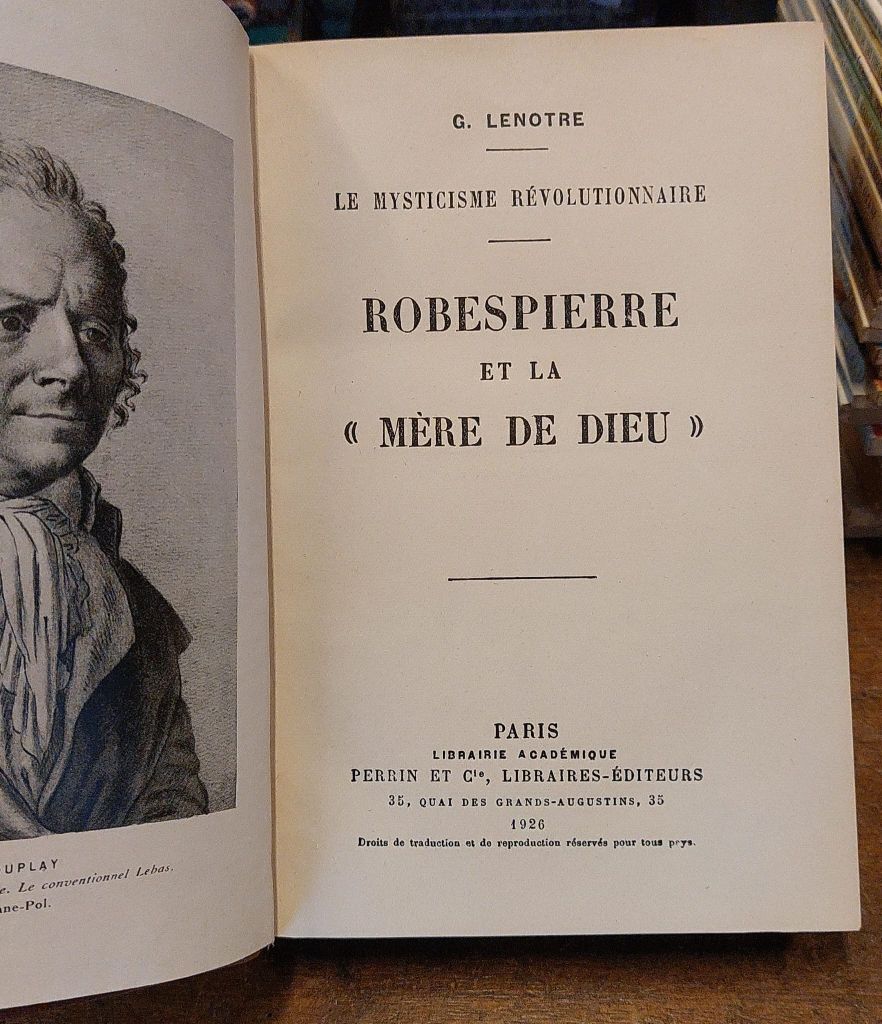 G. LENOTRE
LE MYSTICISME RÉVOLUTIONNAIRE
ROBESPIERRE
ET LA
« MÈRE DE DIEU »
PARIS
LIBRAIRIE ACADÉMIQUE
PERRIN ET Cie, LIBRAIRES-ÉDITEURS
35, QUAI DES GRANDS-AUGUSTINS, 35
1926
Droits de traduction et de reproduction réservés pour tous pays.
UPLAY
e. Le conventionnel Lebas,
ane-Pol.